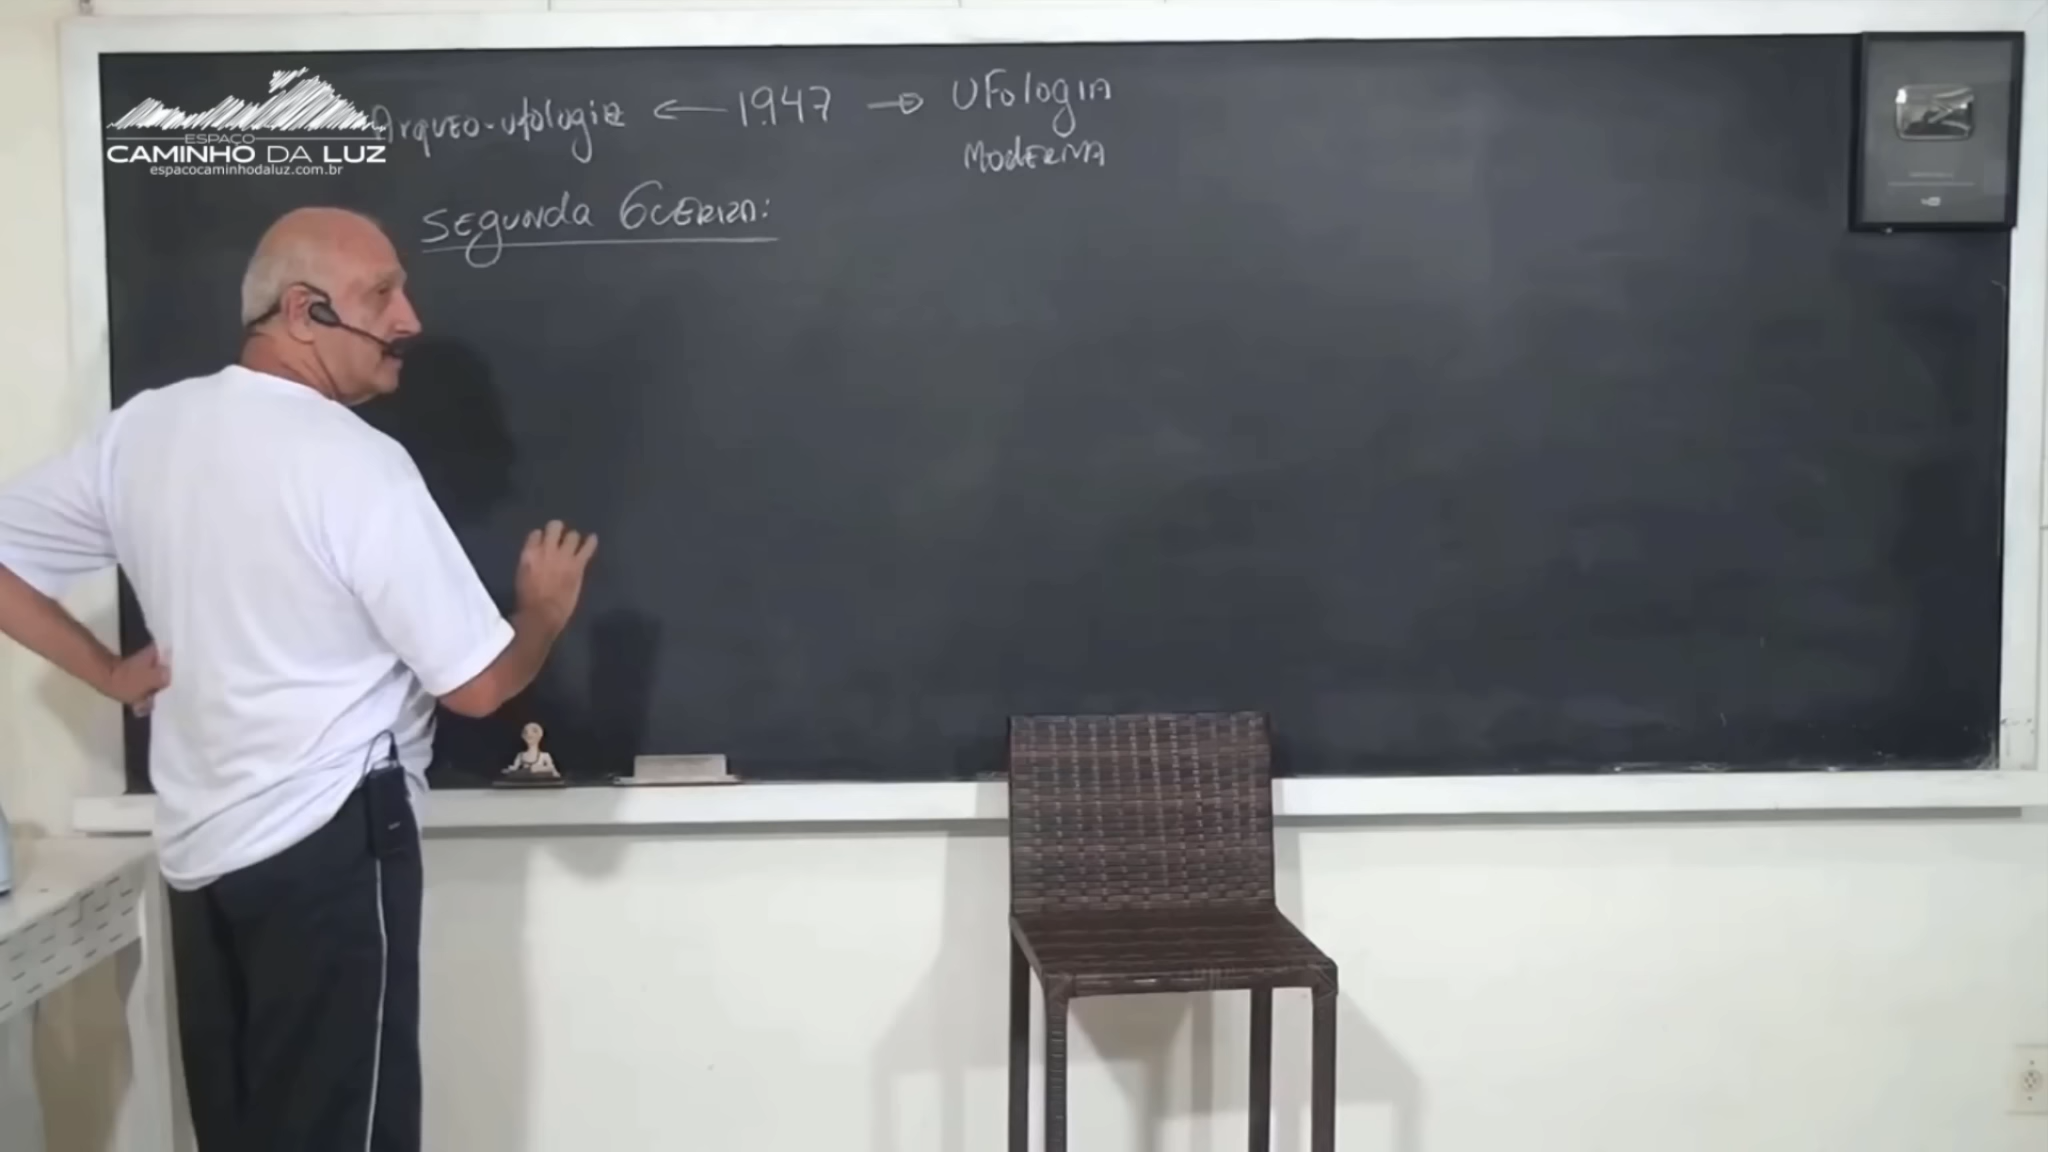 ESPAÇO
CAMINHO DA LUZ
espacocaminhodaluz.com.br
Arqueo-ufologia ← 1947 → UFologia
ModERNA
SEgUNda GUERRA: